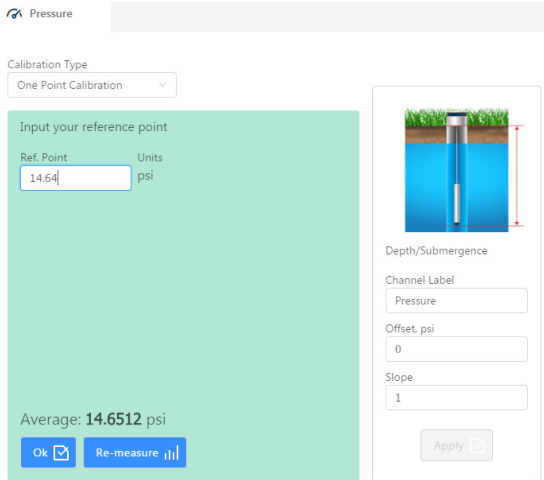 Pressure
Calibration Type
One Point Calibration
Input your reference point
Ref. Point Units
14.64 psi
Average: 14.6512 psi
Ok Re-measure
Depth/Submergence
Channel Label
Pressure
Offset, psi
0
Slope
1
Apply